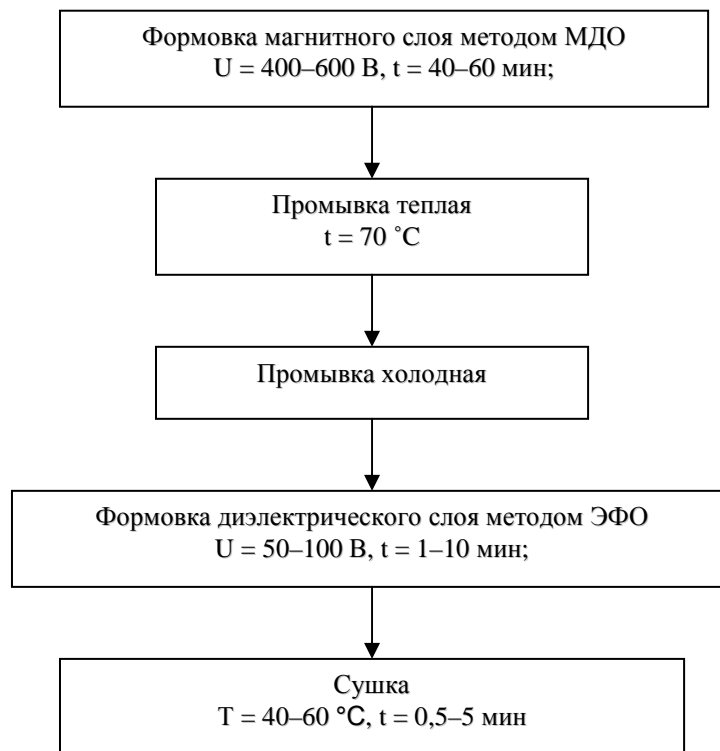 Формовка магнитного слоя методом МДО
U = 400–600 В, t = 40–60 мин;
Промывка теплая
t = 70 ˚С
Промывка холодная
Формовка диэлектрического слоя методом ЭФО
U = 50–100 В, t = 1–10 мин;
Сушка
Т = 40–60 °С, t = 0,5–5 мин